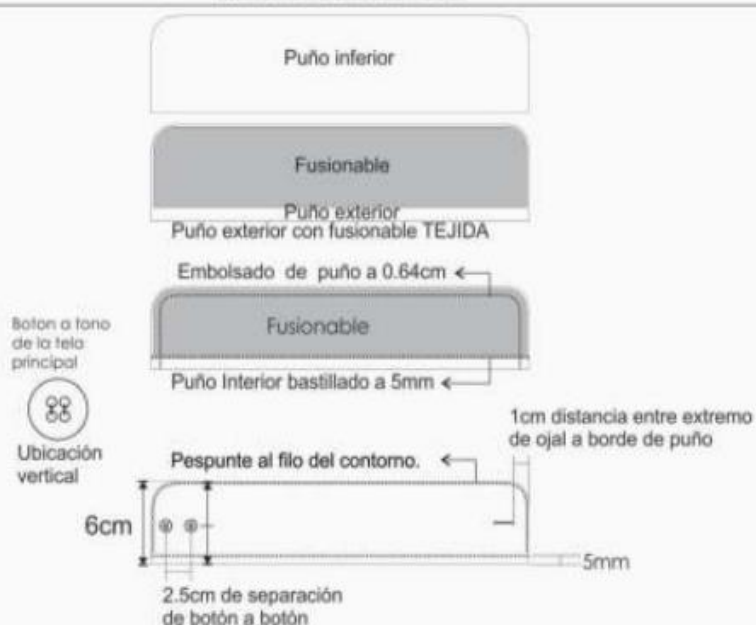 Puño inferior
Fusionable
Puño exterior
Puño exterior con fusionable TEJIDA
Embolsado de puño a 0.64cm
Fusionable
Boton a tono
de la tela
principal
Puño Interior bastillado a 5mm
Ubicación
vertical
1cm distancia entre extremo
de ojal a borde de puño
Pespunte al filo del contorno.
6cm
5mm
2.5cm de separación
de botón a botón